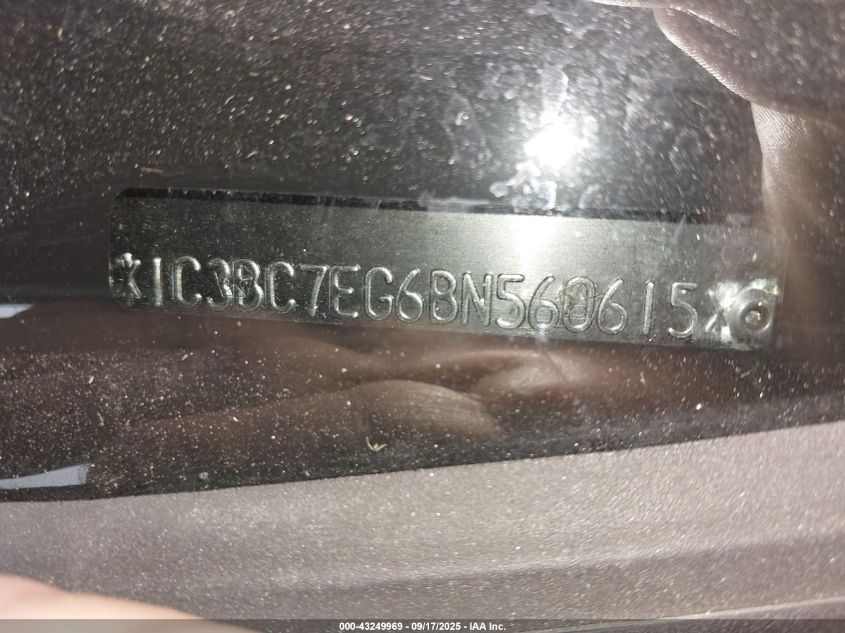 *1C3BC7EG6BN560615*
000-43249969 - 09/17/2025 - IAA Inc.